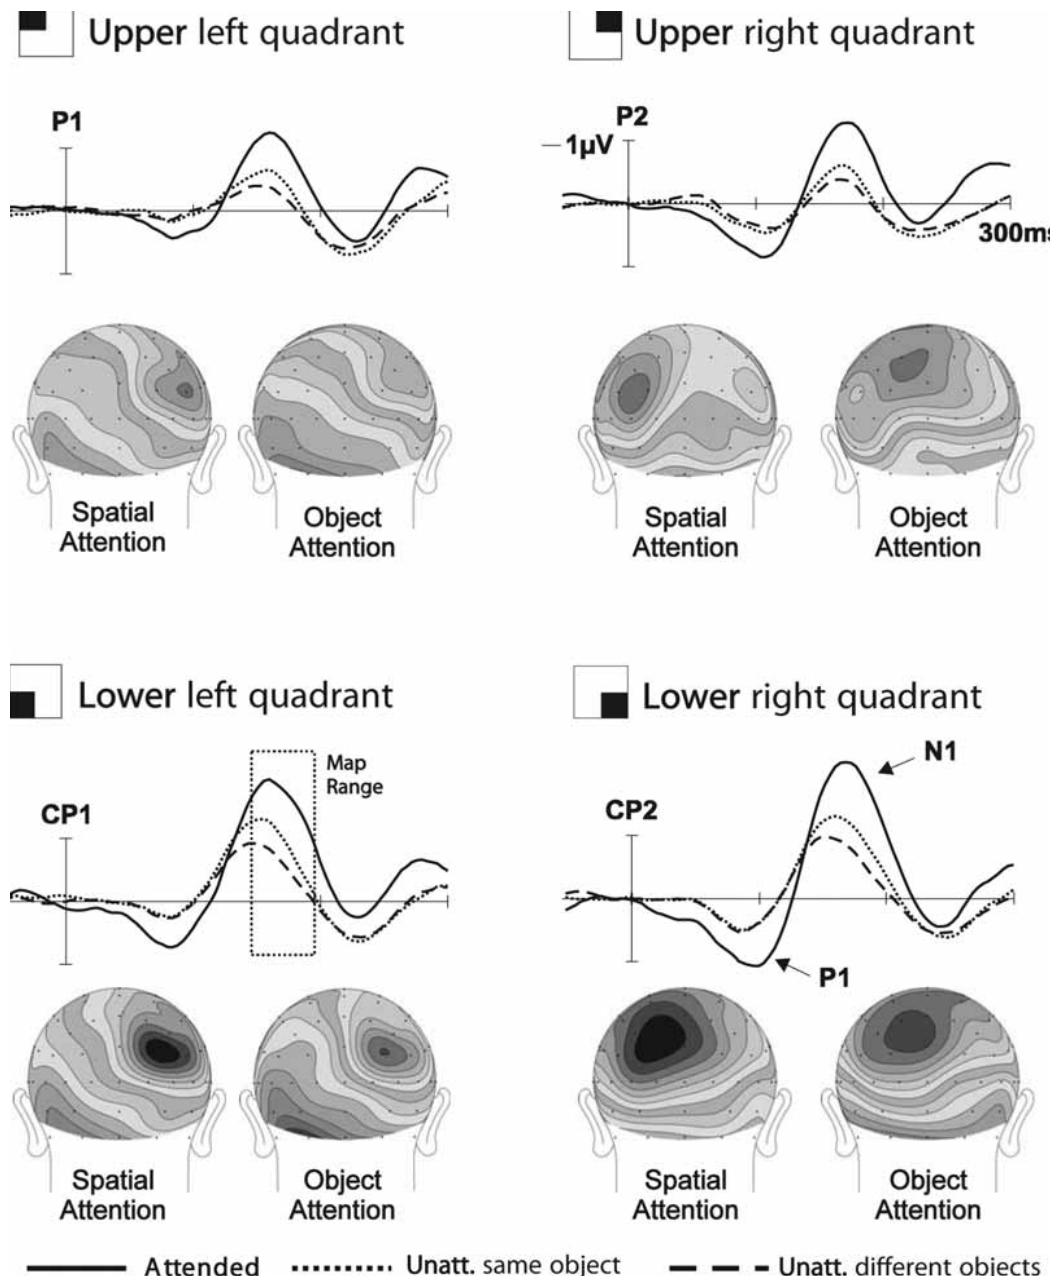 Upper left quadrant
Upper right quadrant
P1
P2
1µV
300ms
Spatial Attention
Object Attention
Spatial Attention
Object Attention
Lower left quadrant
Lower right quadrant
Map Range
N1
CP1
CP2
P1
Spatial Attention
Object Attention
Spatial Attention
Object Attention
Attended
Unatt. same object
Unatt. different objects